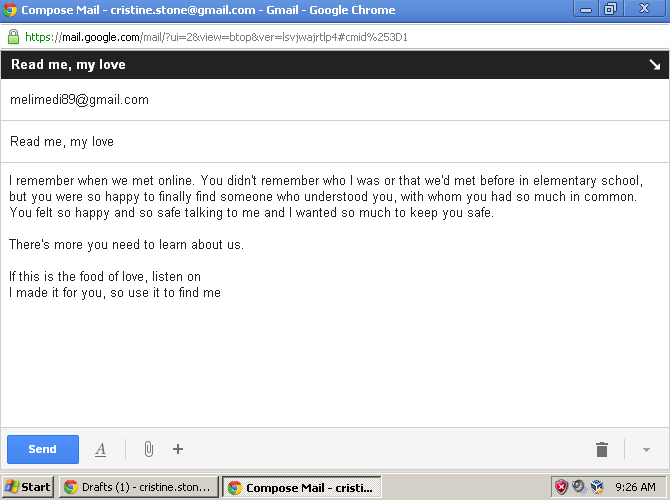 Compose Mail - cristine.stone@gmail.com - Gmail - Google Chrome
https://mail.google.com/mail/?ui=2&view=btop&ver=lsvjwajrtlp4#cmid%253D1
Read me, my love
melimedi89@gmail.com
Read me, my love
I remember when we met online. You didn't remember who I was or that we'd met before in elementary school,
but you were so happy to finally find someone who understood you, with whom you had so much in common.
You felt so happy and so safe talking to me and I wanted so much to keep you safe.
There's more you need to learn about us.
If this is the food of love, listen on
I made it for you, so use it to find me
Send A
Start Drafts (1) - cristine.ston... Compose Mail - cristi... 9:26 AM